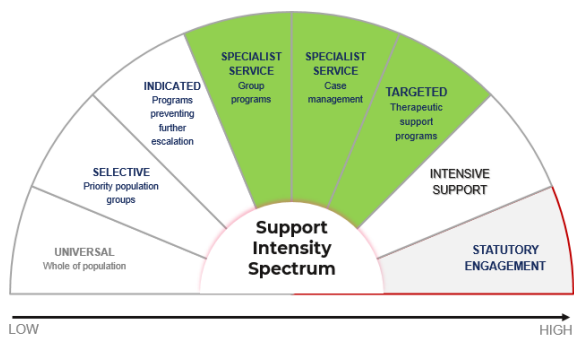 UNIVERSAL
Whole of population
SELECTIVE
Priority population
groups
INDICATED
Programs
preventing
further
escalation
SPECIALIST
SERVICE
Group
programs
SPECIALIST
SERVICE
Case
management
TARGETED
Therapeutic
support
programs
INTENSIVE
SUPPORT
STATUTORY
ENGAGEMENT
Support
Intensity
Spectrum
LOW
HIGH